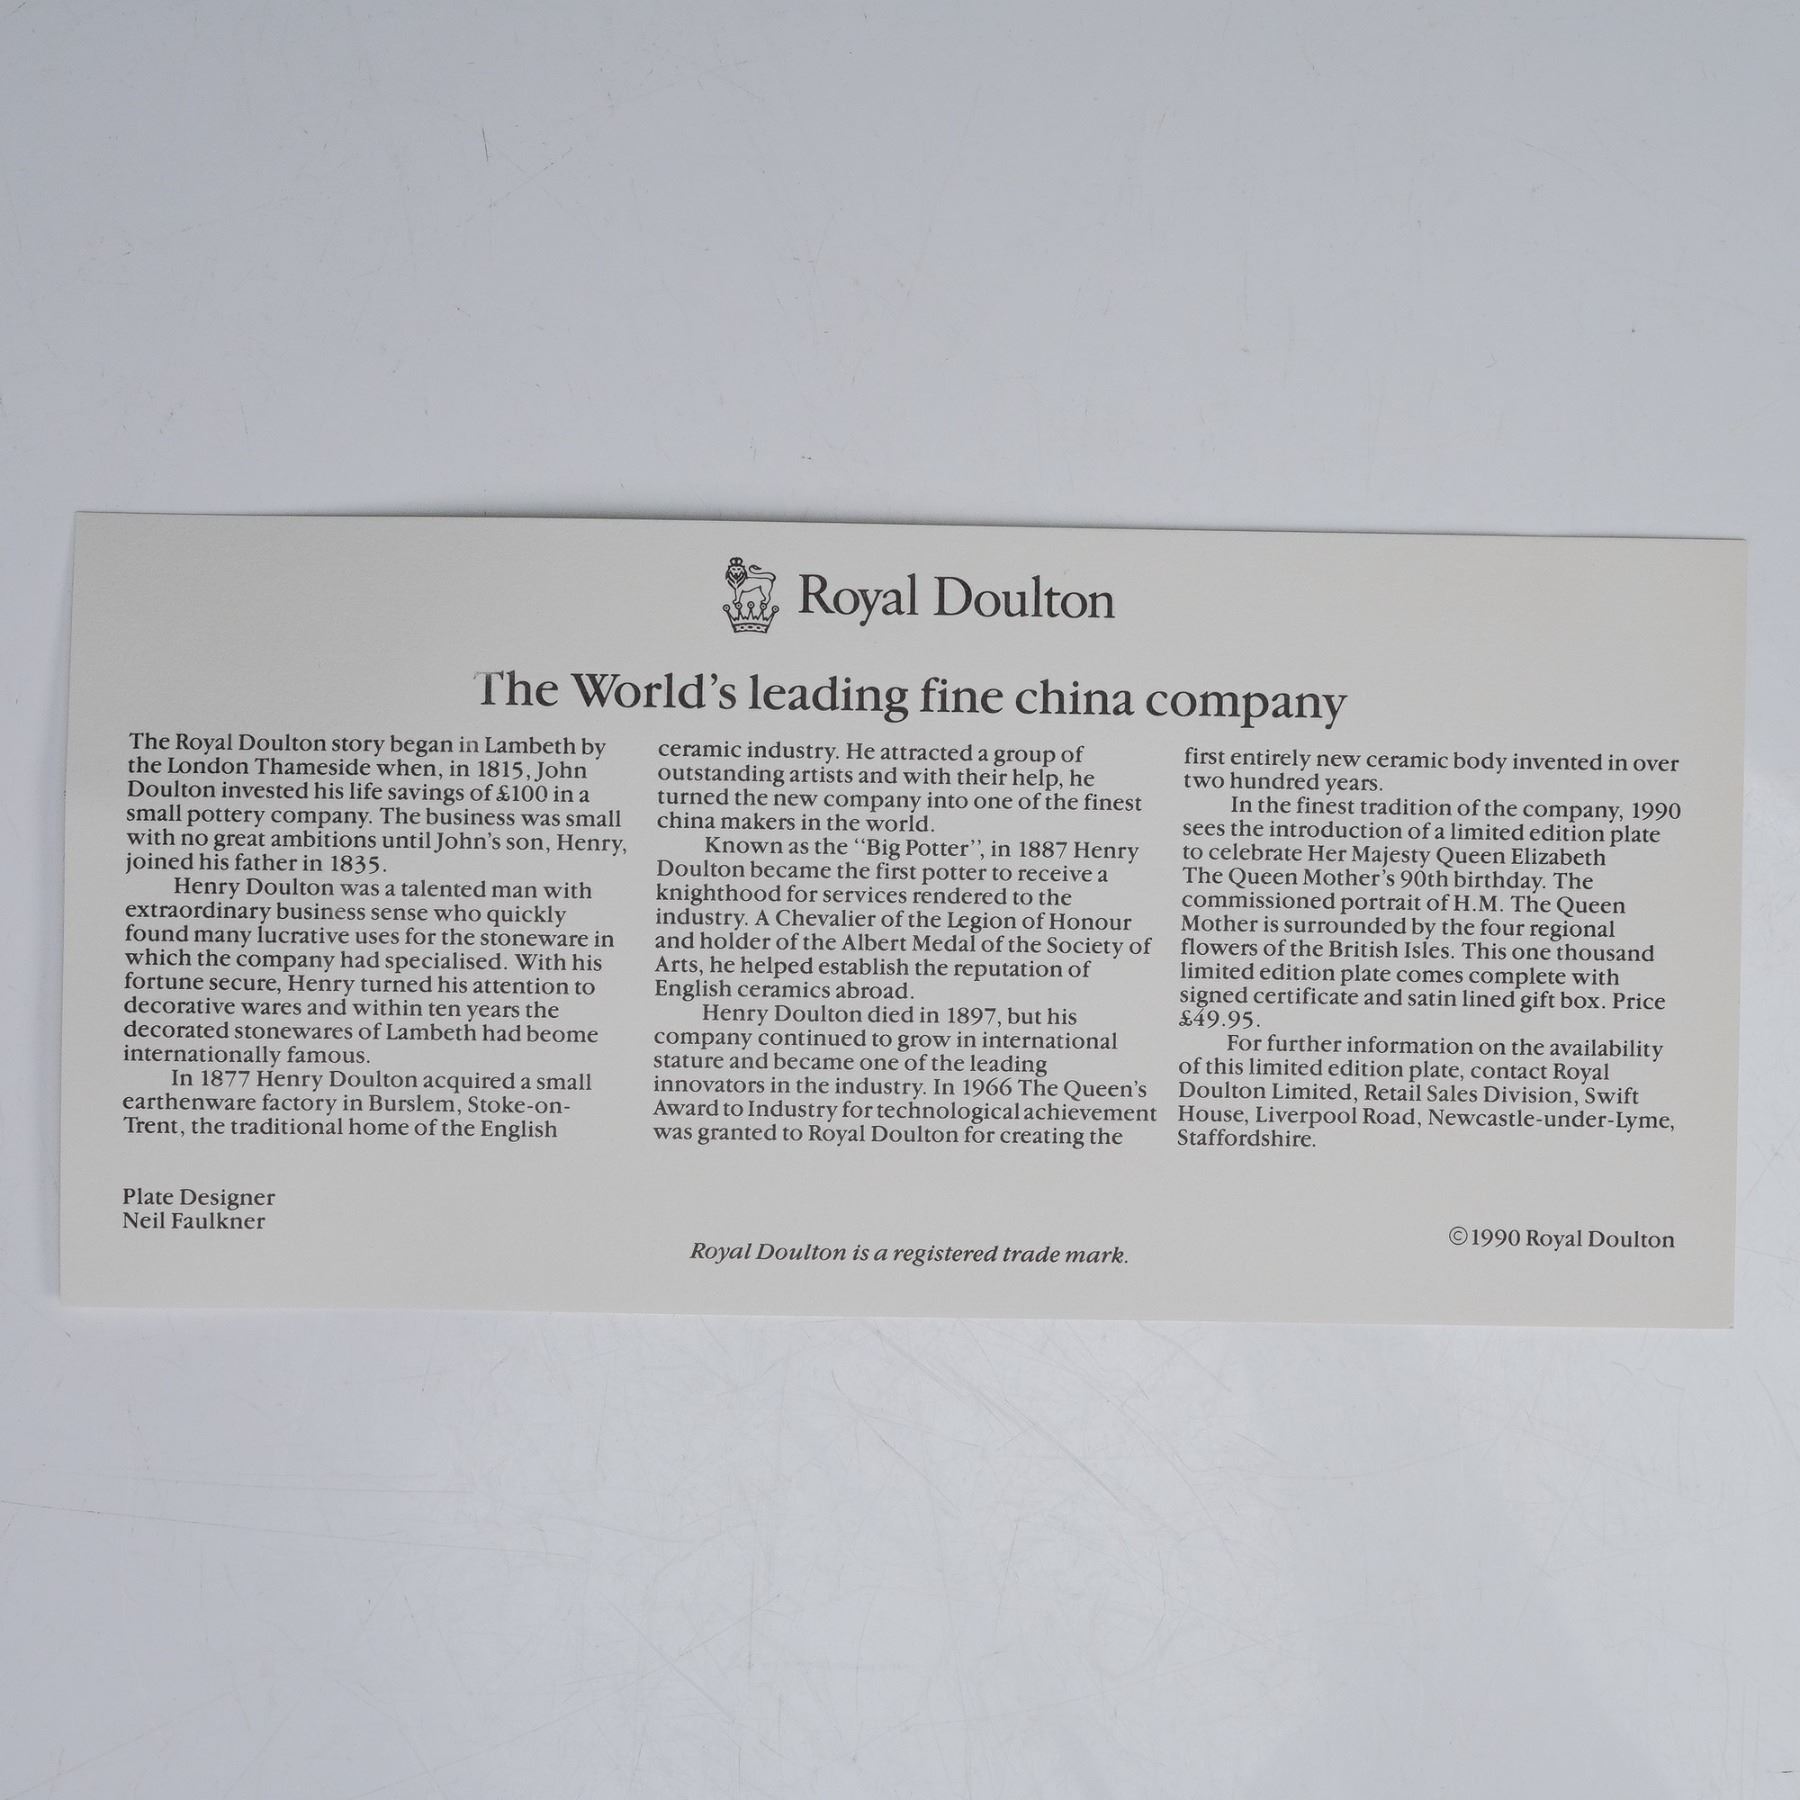 Royal Doulton
The World's leading fine china company
The Royal Doulton story began in Lambeth by
the London Thameside when, in 1815, John
Doulton invested his life savings of £100 in a
small pottery company. The business was small
with no great ambitions until John's son, Henry,
joined his father in 1835.
Henry Doulton was a talented man with
extraordinary business sense who quickly
found many lucrative uses for the stoneware in
which the company had specialised. With his
fortune secure, Henry turned his attention to
decorative wares and within ten years the
decorated stonewares of Lambeth had beome
internationally famous.
In 1877 Henry Doulton acquired a small
earthenware factory in Burslem, Stoke-on-
Trent, the traditional home of the English
ceramic industry. He attracted a group of
outstanding artists and with their help, he
turned the new company into one of the finest
china makers in the world.
Known as the "Big Potter", in 1887 Henry
Doulton became the first potter to receive a
knighthood for services rendered to the
industry. A Chevalier of the Legion of Honour
and holder of the Albert Medal of the Society of
Arts, he helped establish the reputation of
English ceramics abroad.
Henry Doulton died in 1897, but his
company continued to grow in international
stature and became one of the leading
innovators in the industry. In 1966 The Queen's
Award to Industry for technological achievement
was granted to Royal Doulton for creating the
first entirely new ceramic body invented in over
two hundred years.
In the finest tradition of the company, 1990
sees the introduction of a limited edition plate
to celebrate Her Majesty Queen Elizabeth
The Queen Mother's 90th birthday. The
commissioned portrait of H.M. The Queen
Mother is surrounded by the four regional
flowers of the British Isles. This one thousand
limited edition plate comes complete with
signed certificate and satin lined gift box. Price
£49.95.
For further information on the availability
of this limited edition plate, contact Royal
Doulton Limited, Retail Sales Division, Swift
House, Liverpool Road, Newcastle-under-Lyme,
Staffordshire.
Plate Designer
Neil Faulkner
Royal Doulton is a registered trade mark.
©1990 Royal Doulton